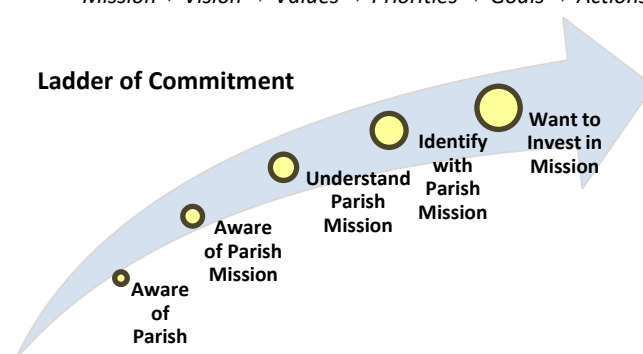 Mission → Vision → Values → Priorities → Goals → Actions
Ladder of Commitment
Want to
Invest in
Mission
Identify
with
Parish
Mission
Understand
Parish
Mission
Aware
of Parish
Mission
Aware
of
Parish